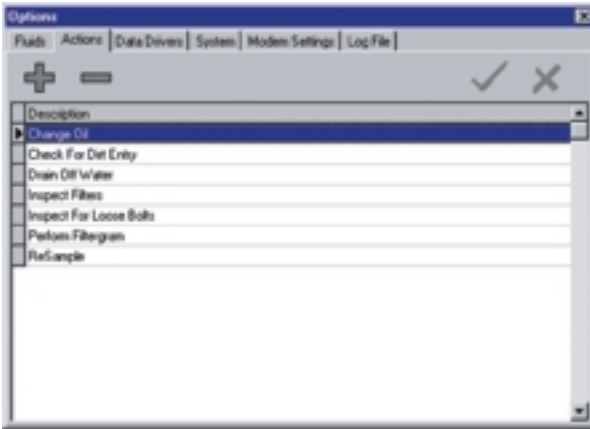 Options
Fluids Actions Data Drivers System Modem Settings Log File
Description
Change Oil
Check For Dirt Entry
Drain Off Water
Inspect Filters
Inspect For Loose Bolts
Perform Filtergram
ReSample